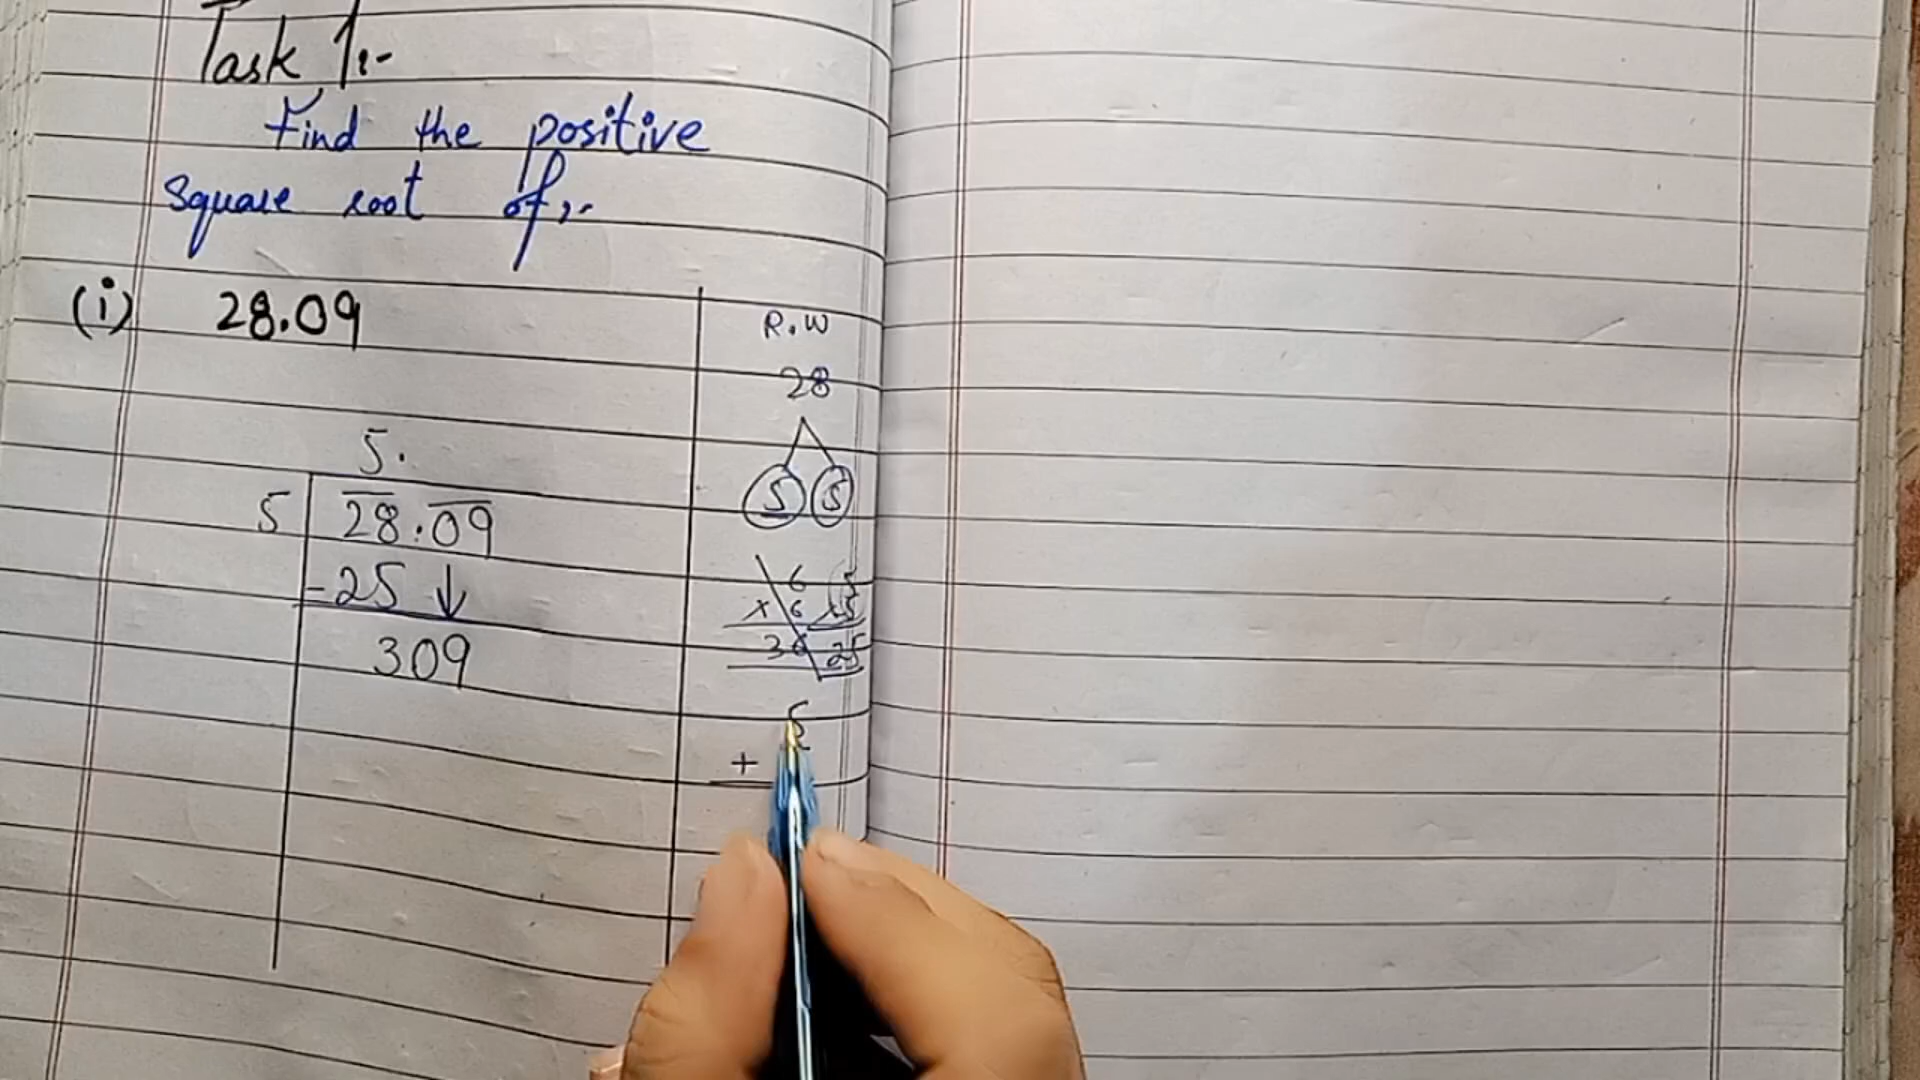 Task 1:-
Find the positive
square root of:-
(i) 28.09
R.W
28
5 5
5.
5 28.09
-25 ↓
309
6 5
x 6 x5
36 25
5
+